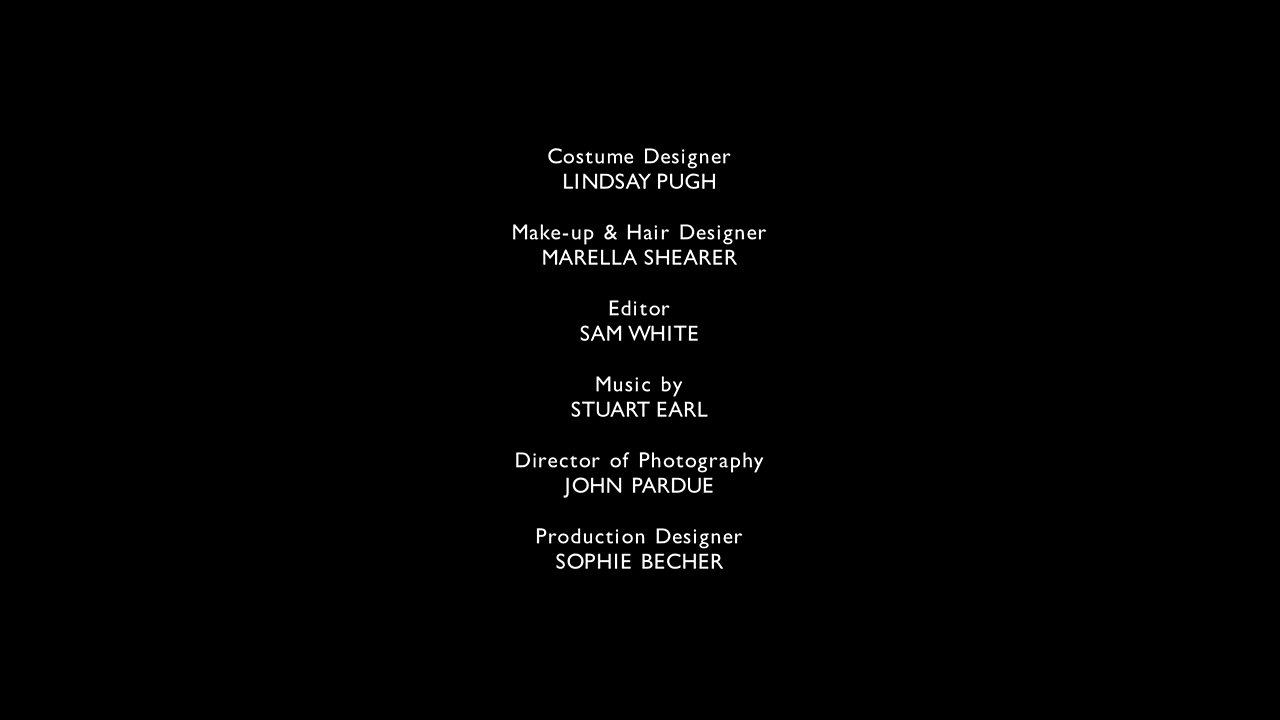 Costume Designer
LINDSAY PUGH
Make-up & Hair Designer
MARELLA SHEARER
Editor
SAM WHITE
Music by
STUART EARL
Director of Photography
JOHN PARDUE
Production Designer
SOPHIE BECHER